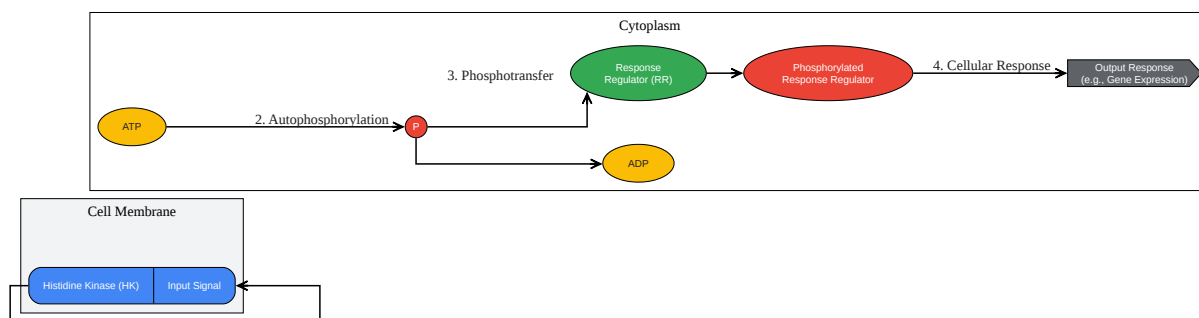 Cytoplasm
3. Phosphotransfer
Response
Regulator (RR)
Phosphorylated
Response Regulator
4. Cellular Response
Output Response
(e.g., Gene Expression)
ATP
2. Autophosphorylation
P
ADP
Cell Membrane
Histidine Kinase (HK)
Input Signal